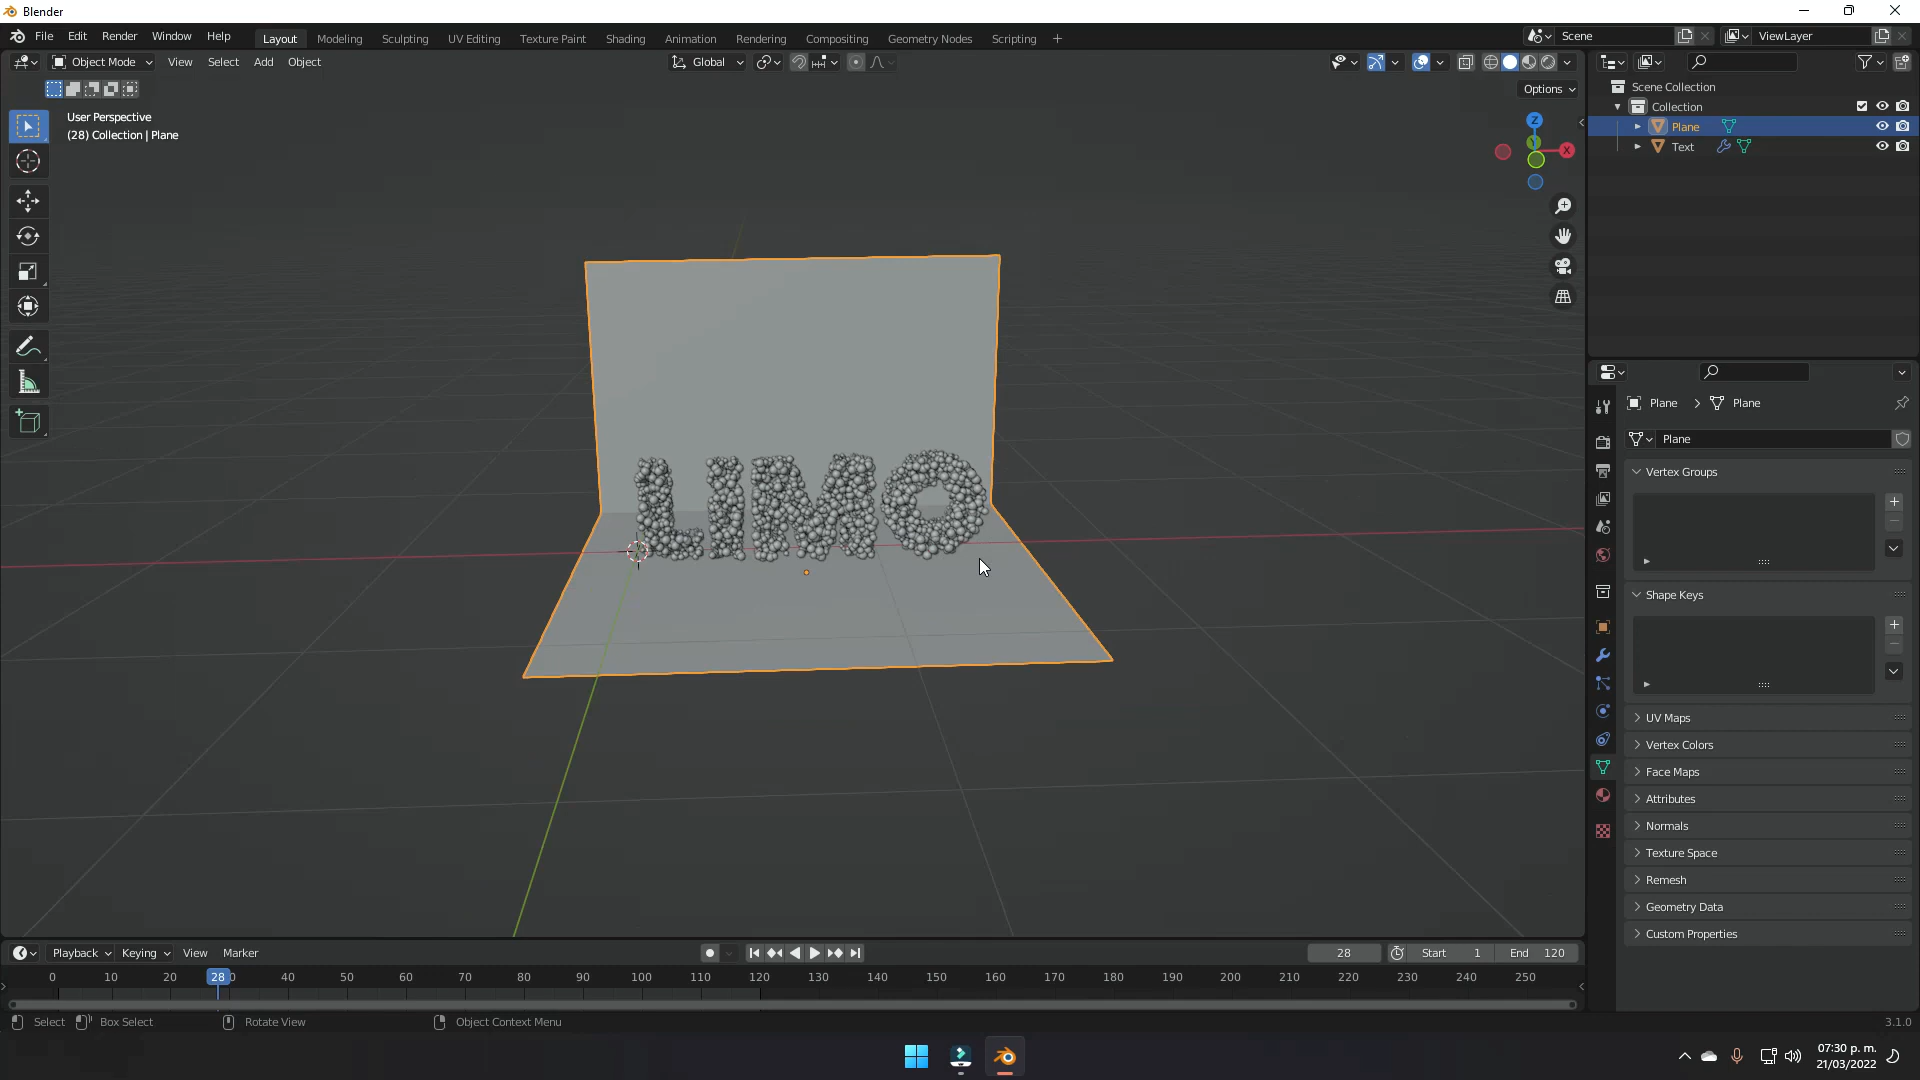 Blender
File Edit Render Window Help Layout Modeling Sculpting UV Editing Texture Paint Shading Animation Rendering Compositing Geometry Nodes Scripting + Scene ViewLayer
Object Mode View Select Add Object Global
Options
User Perspective
(28) Collection | Plane
Z
X
LIMO
Scene Collection
Collection
Plane
Text
Plane > Plane
Plane
Vertex Groups
Shape Keys
UV Maps
Vertex Colors
Face Maps
Attributes
Normals
Texture Space
Remesh
Geometry Data
Custom Properties
Playback Keying View Marker 28 Start 1 End 120
0 10 20 28 40 50 60 70 80 90 100 110 120 130 140 150 160 170 180 190 200 210 220 230 240 250
Select Box Select Rotate View Object Context Menu 3.1.0
07:30 p. m.
21/03/2022